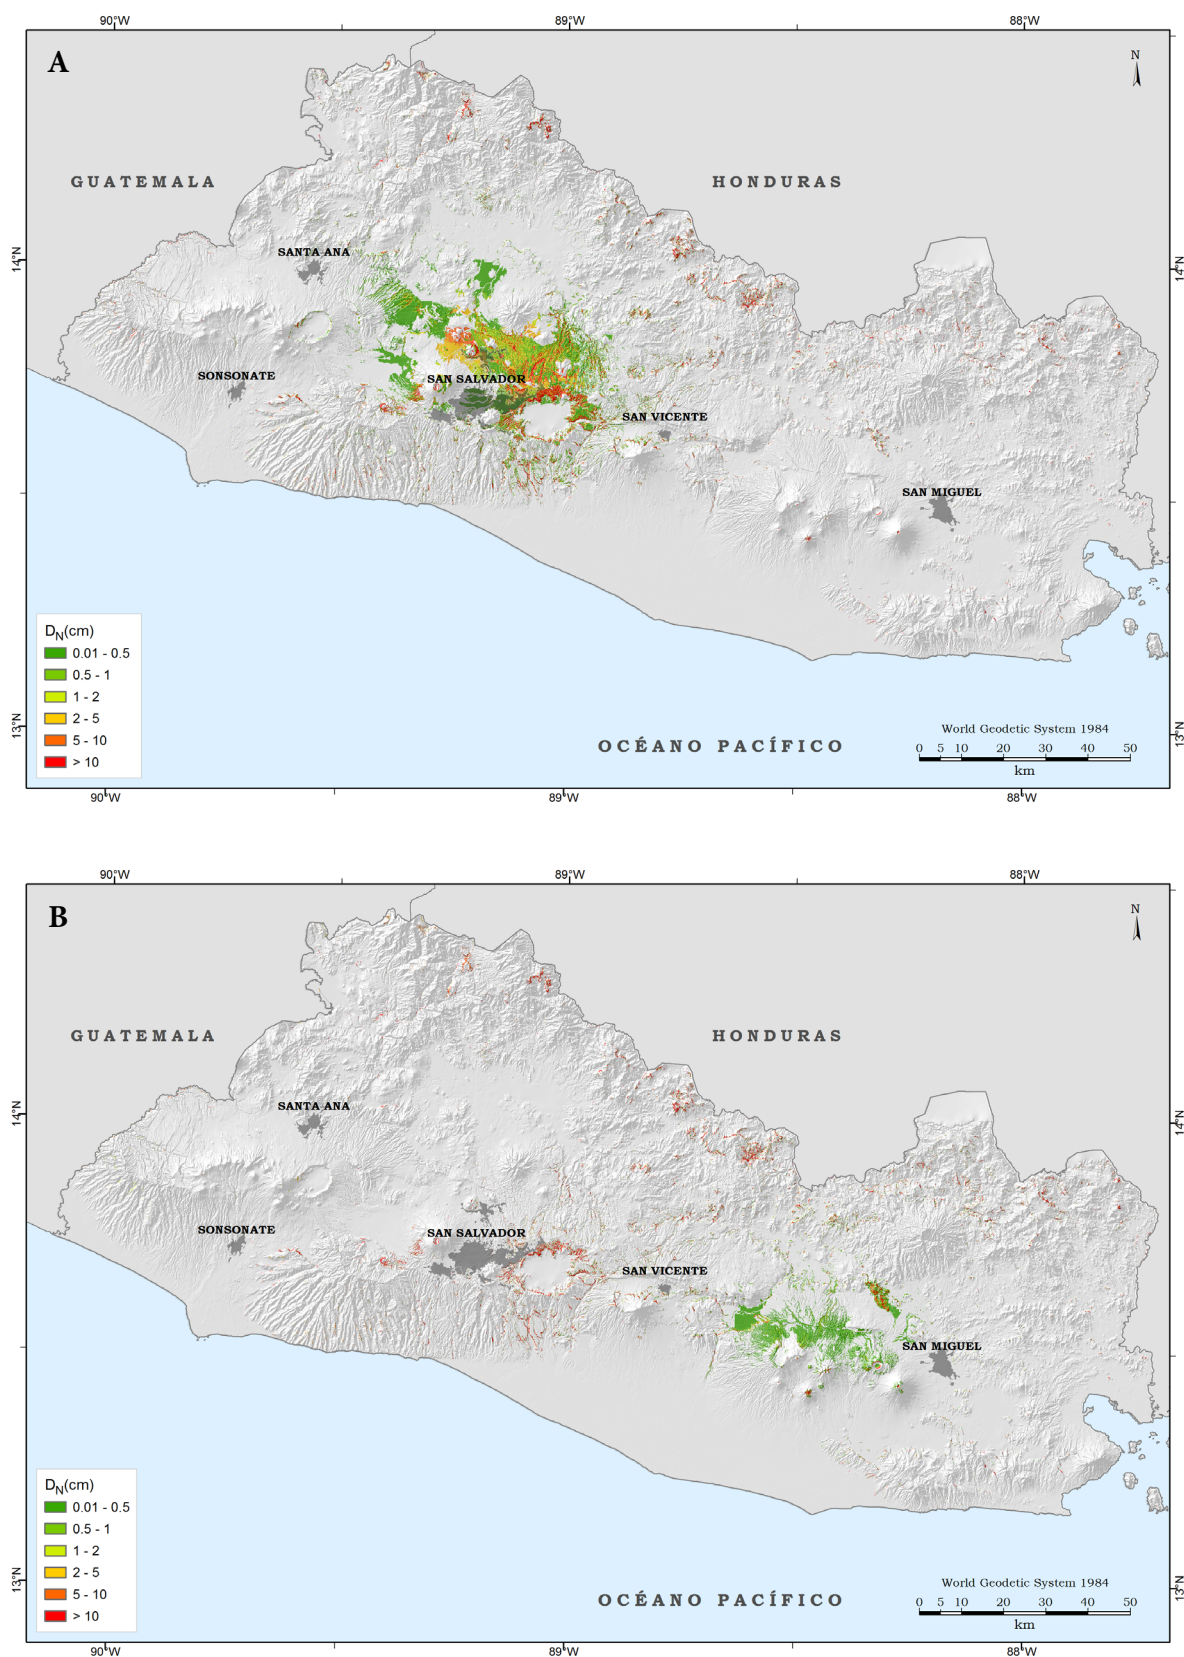 90°W 89°W 88°W
A
N
GUATEMALA HONDURAS
SANTA ANA
14°N 14°N
SONSONATE SAN SALVADOR
SAN VICENTE
SAN MIGUEL
D_N(cm)
0.01 - 0.5
0.5 - 1
1 - 2
2 - 5
5 - 10
> 10
13°N 13°N
World Geodetic System 1984
OCÉANO PACÍFICO
0 5 10 20 30 40 50
km
90°W 89°W 88°W
90°W 89°W 88°W
B
N
GUATEMALA HONDURAS
SANTA ANA
14°N 14°N
SONSONATE SAN SALVADOR
SAN VICENTE
SAN MIGUEL
D_N(cm)
0.01 - 0.5
0.5 - 1
1 - 2
2 - 5
5 - 10
> 10
13°N 13°N
World Geodetic System 1984
OCÉANO PACÍFICO
0 5 10 20 30 40 50
km
90°W 89°W 88°W